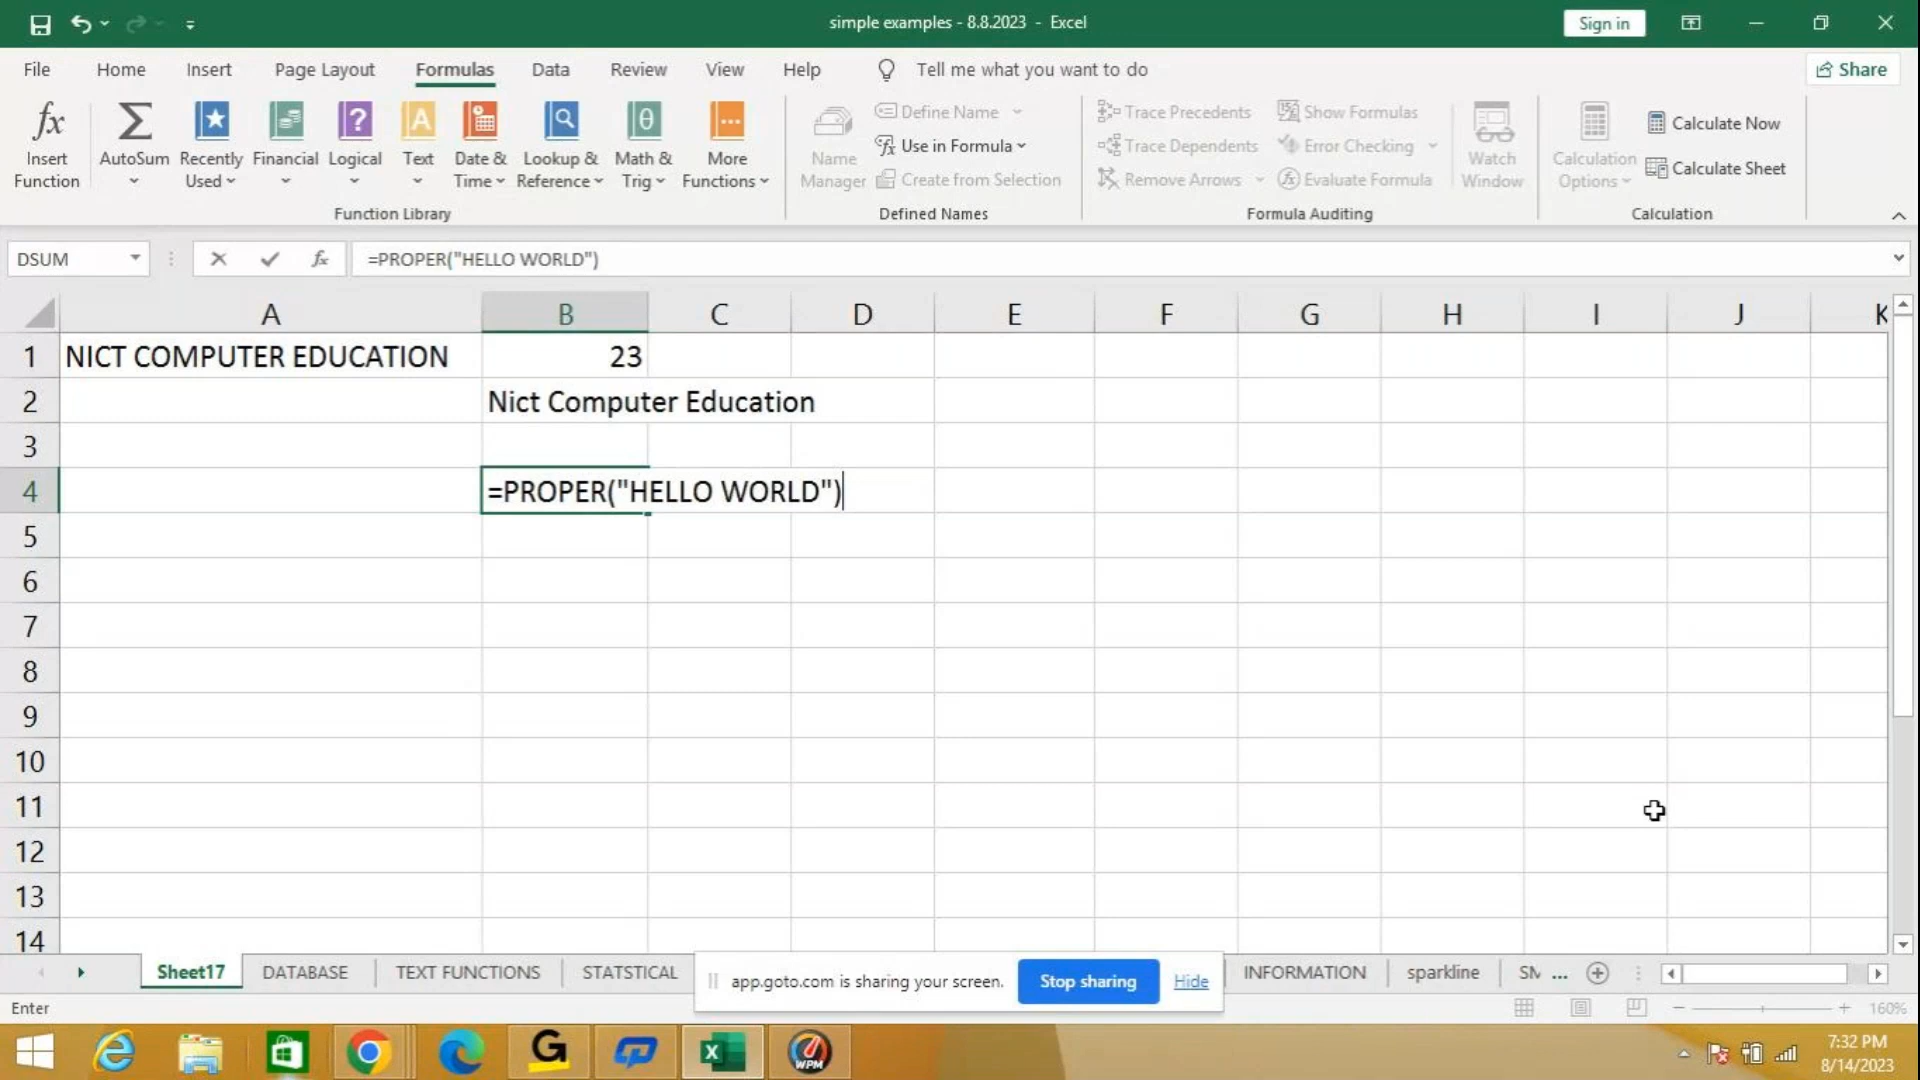 simple examples - 8.8.2023 - Excel
Sign in
File Home Insert Page Layout Formulas Data Review View Help Tell me what you want to do Share
fx Insert Function
AutoSum
Recently Used
Financial
Logical
Text
Date & Time
Lookup & Reference
Math & Trig
More Functions
Function Library
Name Manager
Define Name
Use in Formula
Create from Selection
Defined Names
Trace Precedents
Trace Dependents
Remove Arrows
Show Formulas
Error Checking
Evaluate Formula
Watch Window
Formula Auditing
Calculation Options
Calculate Now
Calculate Sheet
Calculation
DSUM fx =PROPER("HELLO WORLD")
A B C D E F G H I J K
1 NICT COMPUTER EDUCATION 23
2 Nict Computer Education
3
4 =PROPER("HELLO WORLD")
5
6
7
8
9
10
11
12
13
14
Sheet17 DATABASE TEXT FUNCTIONS STATSTICAL INFORMATION sparkline SM ...
app.goto.com is sharing your screen. Stop sharing Hide
Enter 160%
G X WPM
7:32 PM
8/14/2023